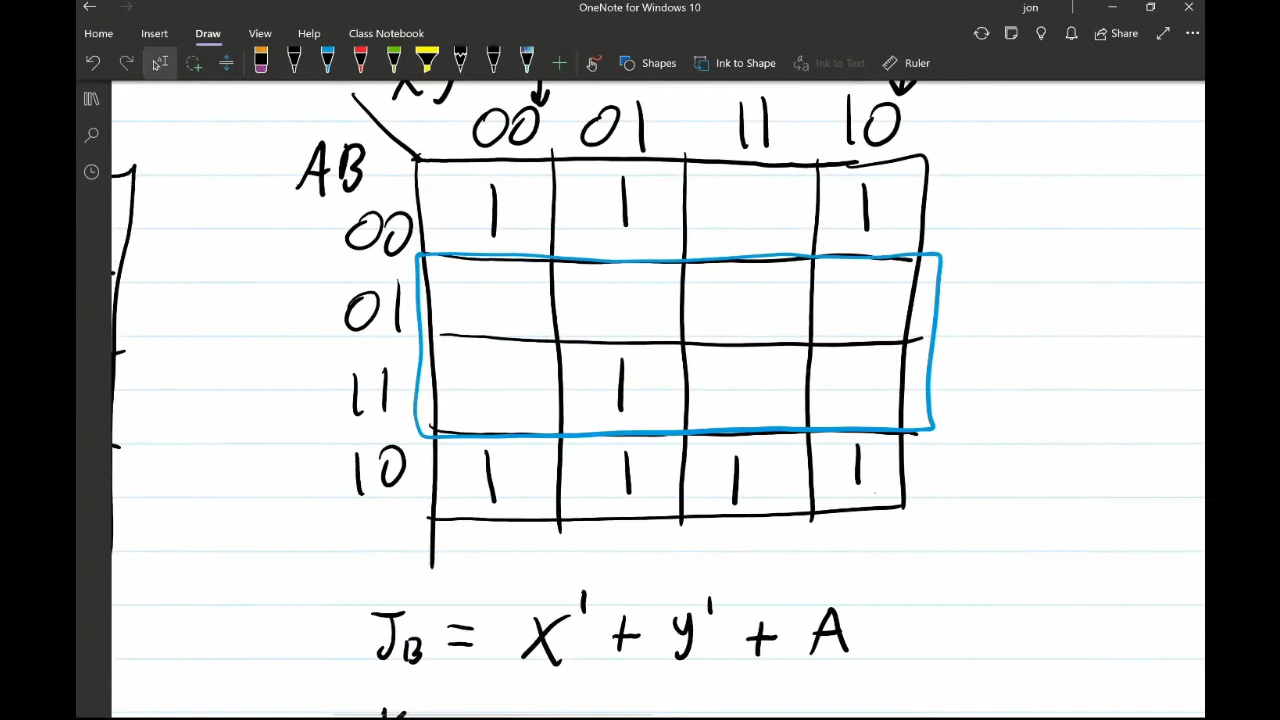 OneNote for Windows 10
jon
Home Insert Draw View Help Class Notebook
Share
Shapes Ink to Shape Ink to Text Ruler
00 01 11 10
AB
00 1 1 1
01
11 1
10 1 1 1 1
J_B = X' + y' + A